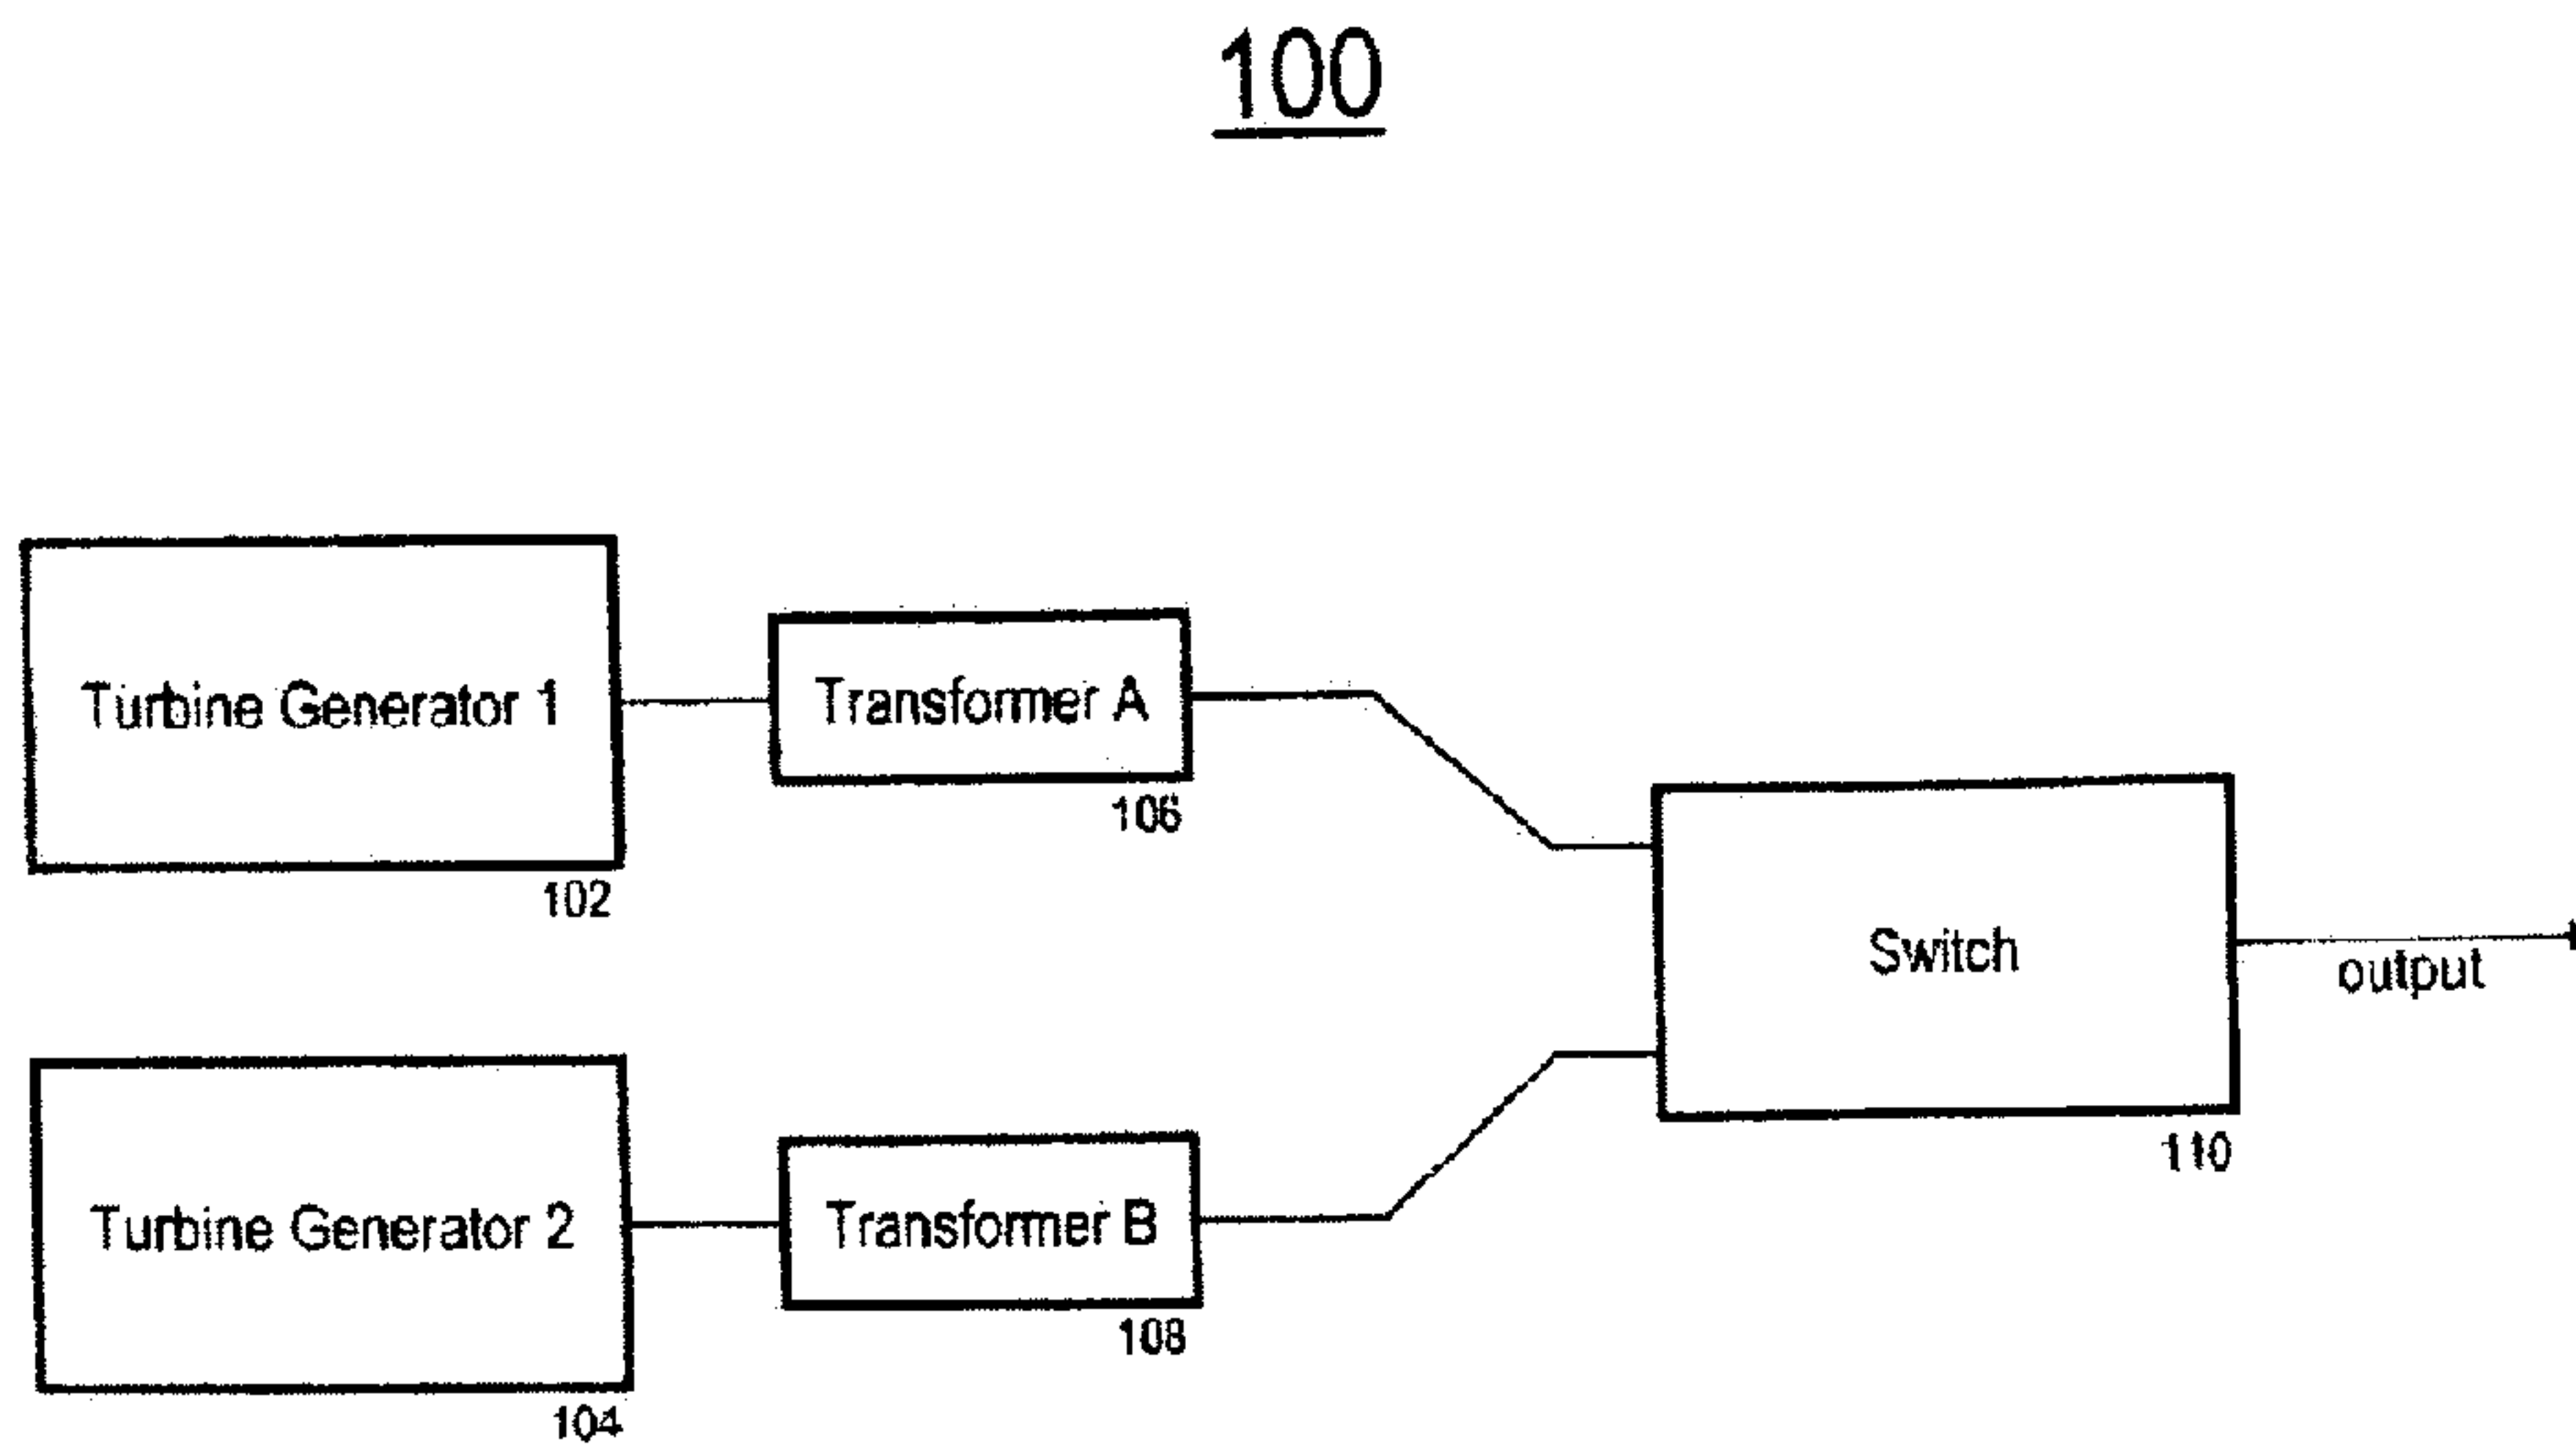 100
Turbine Generator 1
102
Transformer A
106
Switch
110
output
Turbine Generator 2
104
Transformer B
108